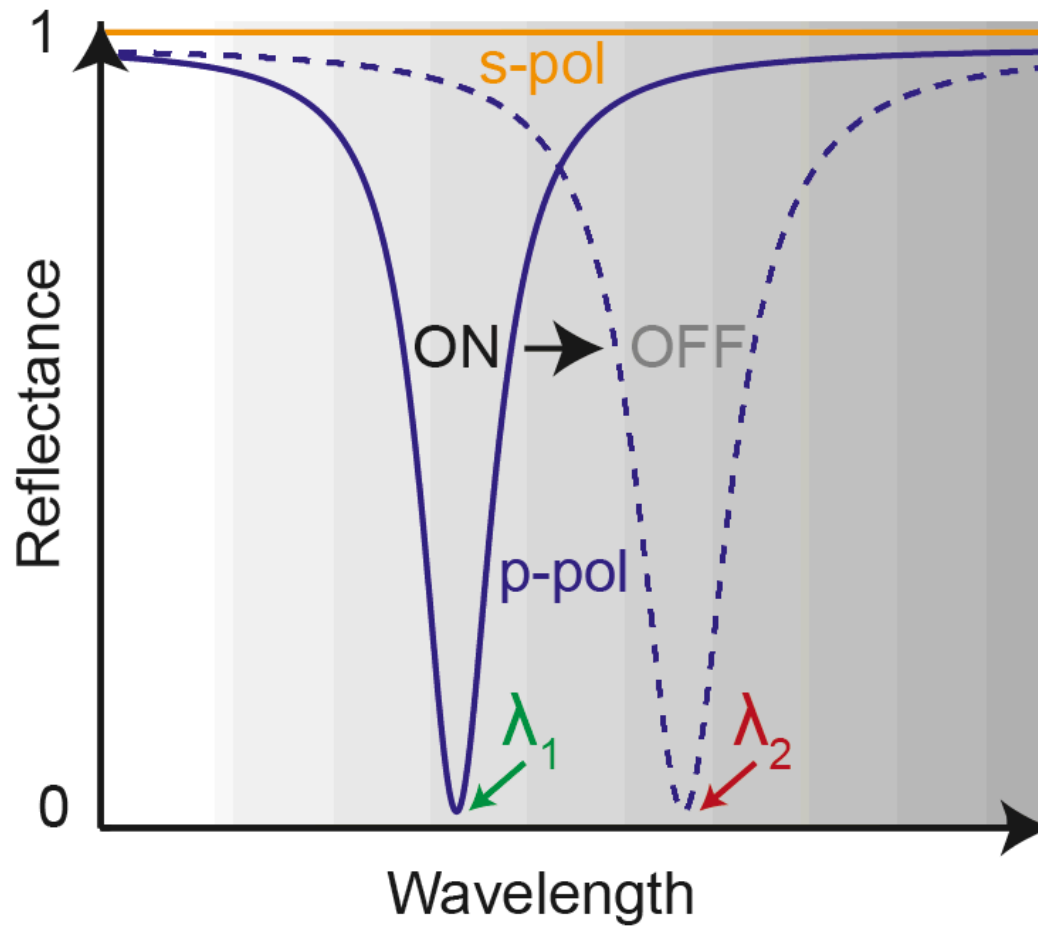 1
s-pol
ON
OFF
Reflectance
p-pol
λ1
λ2
0
Wavelength